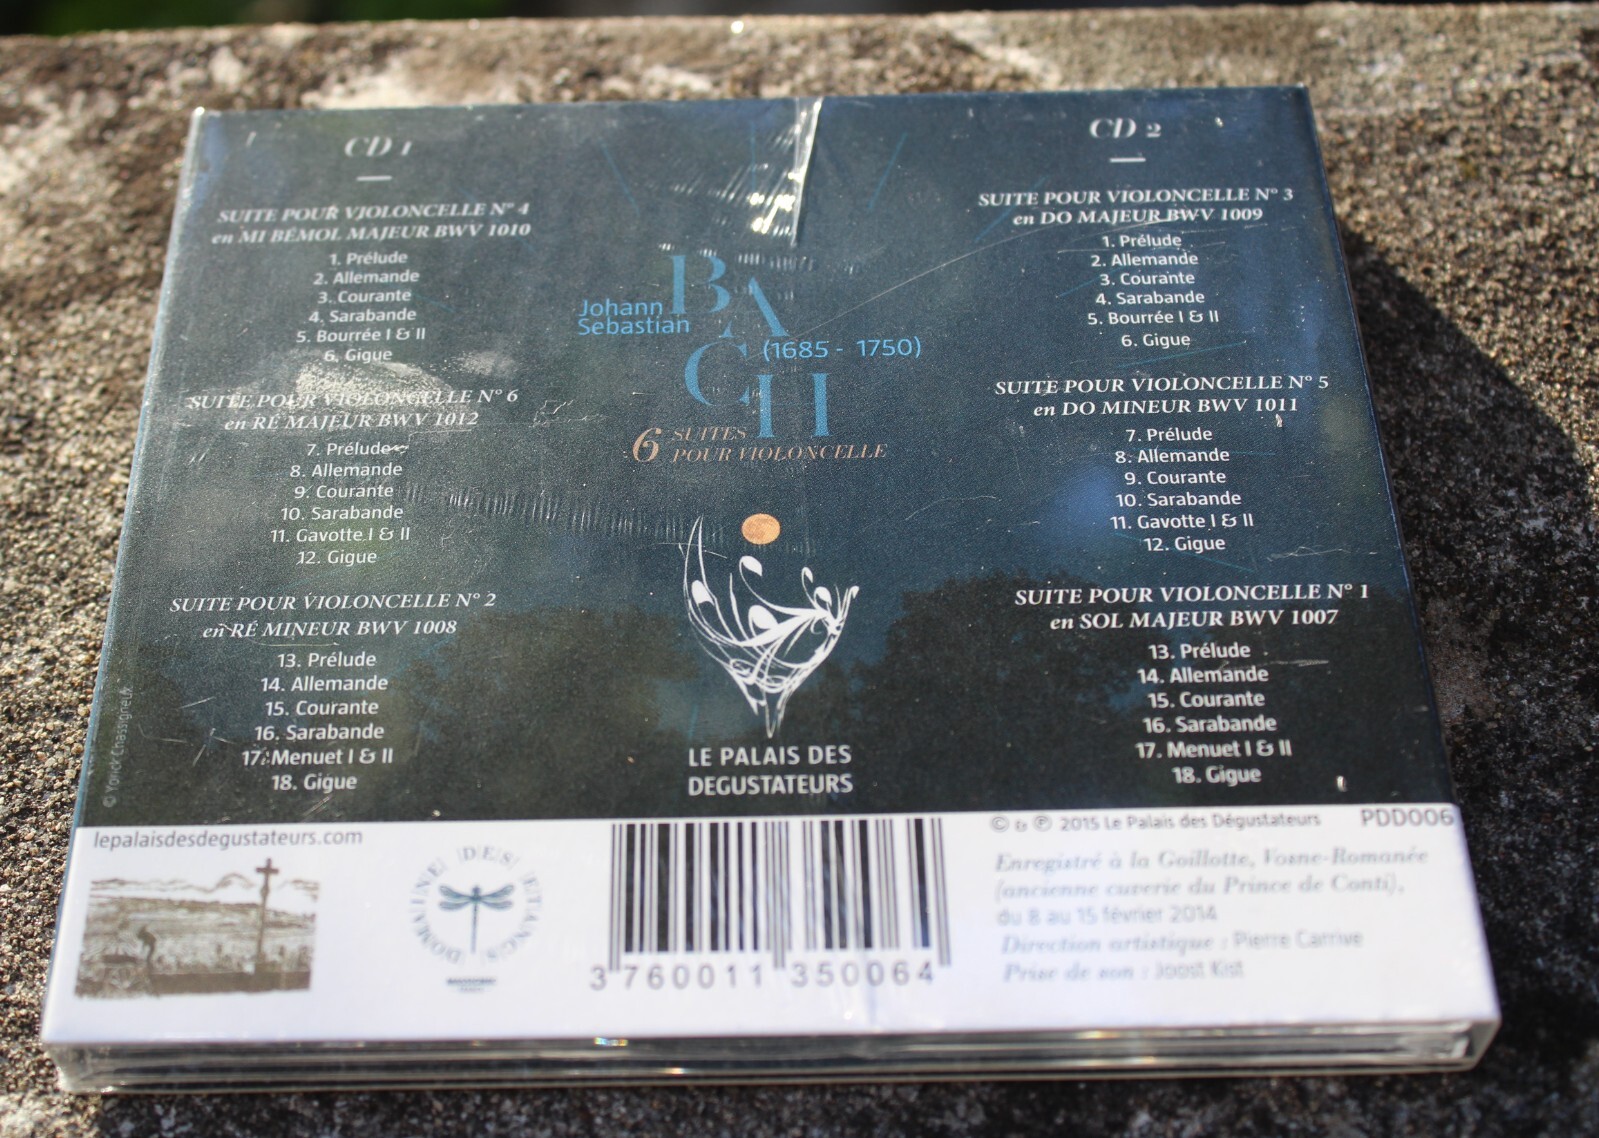 CD 1
SUITE POUR VIOLONCELLE N° 4
en MI BÉMOL MAJEUR BWV 1010
1. Prélude
2. Allemande
3. Courante
4. Sarabande
5. Bourrée I & II
6. Gigue
SUITE POUR VIOLONCELLE N° 6
en RÉ MAJEUR BWV 1012
7. Prélude
8. Allemande
9. Courante
10. Sarabande
11. Gavotte I & II
12. Gigue
SUITE POUR VIOLONCELLE N° 2
en RÉ MINEUR BWV 1008
13. Prélude
14. Allemande
15. Courante
16. Sarabande
17. Menuet I & II
18. Gigue
© Yanck Chassigneux
Johann
Sebastian
BACH
(1685 - 1750)
6 SUITES
POUR VIOLONCELLE
LE PALAIS DES
DEGUSTATEURS
CD 2
SUITE POUR VIOLONCELLE N° 3
en DO MAJEUR BWV 1009
1. Prélude
2. Allemande
3. Courante
4. Sarabande
5. Bourrée I & II
6. Gigue
SUITE POUR VIOLONCELLE N° 5
en DO MINEUR BWV 1011
7. Prélude
8. Allemande
9. Courante
10. Sarabande
11. Gavotte I & II
12. Gigue
SUITE POUR VIOLONCELLE N° 1
en SOL MAJEUR BWV 1007
13. Prélude
14. Allemande
15. Courante
16. Sarabande
17. Menuet I & II
18. Gigue
lepalaisdesdegustateurs.com
DOMAINE DES ETANGS
3 760011 350064
© & ℗ 2015 Le Palais des Dégustateurs PDD006
Enregistré à la Goillotte, Vosne-Romanée
(ancienne cuverie du Prince de Conti),
du 8 au 15 février 2014
Direction artistique : Pierre Carrive
Prise de son : Joost Kist